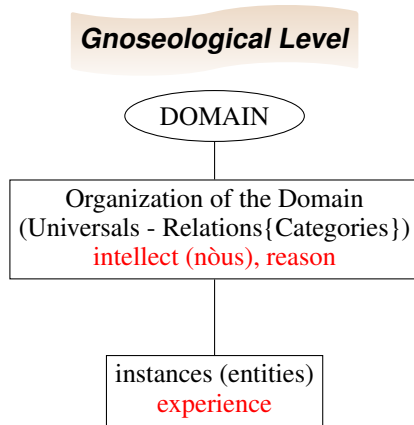 Gnoseological Level
DOMAIN
Organization of the Domain
(Universals - Relations{Categories})
intellect (nòus), reason
instances (entities)
experience